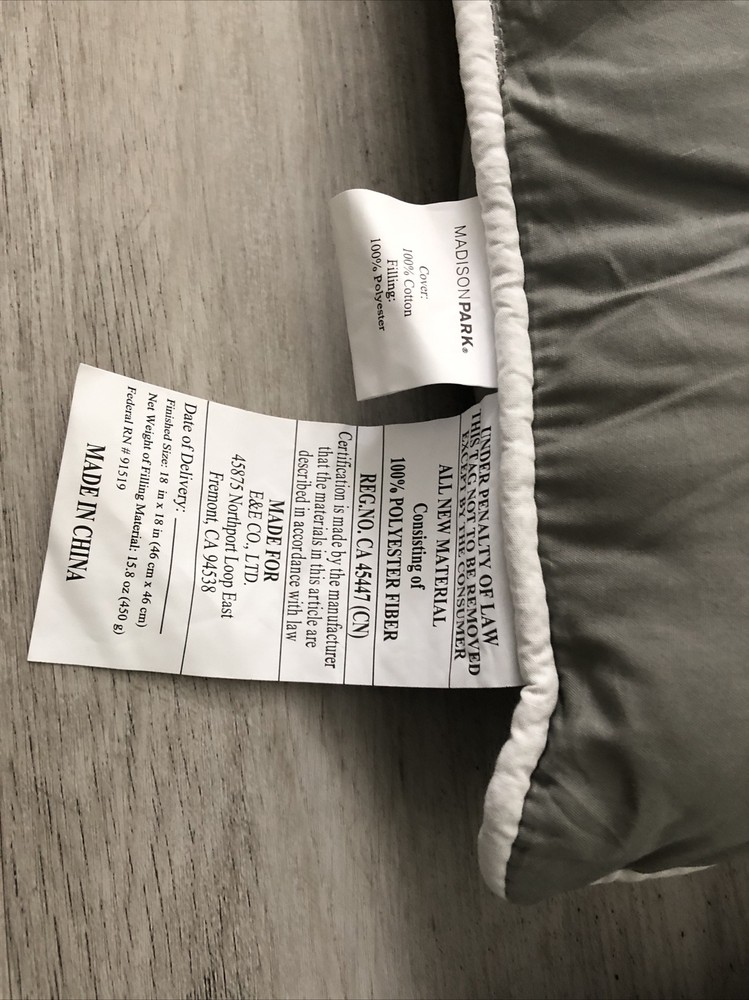 MADISONPARK®
Cover:
100% Cotton
Filling:
100% Polyester
UNDER PENALTY OF LAW
THIS TAG NOT TO BE REMOVED
EXCEPT BY THE CONSUMER
ALL NEW MATERIAL
Consisting of
100% POLYESTER FIBER
REG.NO. CA 45447 (CN)
Certification is made by the manufacturer
that the materials in this article are
described in accordance with law
MADE FOR
E&E CO., LTD.
45875 Northport Loop East
Fremont, CA 94538
Date of Delivery:
Finished Size: 18 in x 18 in (46 cm x 46 cm)
Net Weight of Filling Material: 15.8 oz (450 g)
Federal RN # 91519
MADE IN CHINA